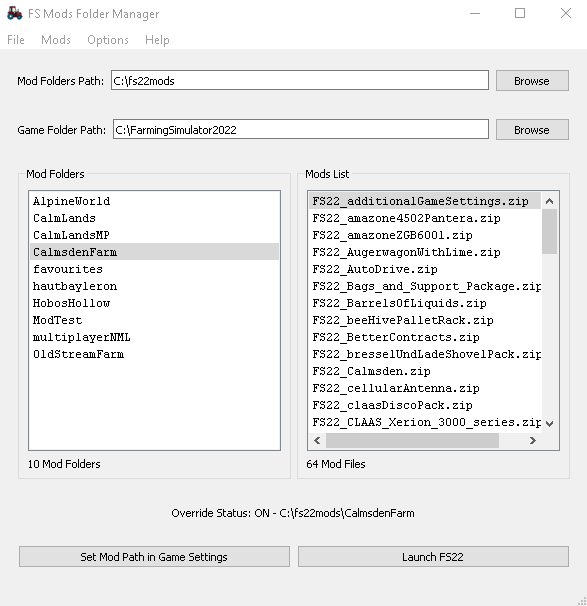 FS Mods Folder Manager
File Mods Options Help
Mod Folders Path: C:\fs22mods Browse
Game Folder Path: C:\FarmingSimulator2022 Browse
Mod Folders
AlpineWorld
CalmLands
CalmLandsMP
CalmsdenFarm
favourites
hautbayleron
HobosHollow
ModTest
multiplayerNML
OldStreamFarm
10 Mod Folders
Mods List
FS22_additionalGameSettings.zip
FS22_amazone4502Pantera.zip
FS22_amazoneZGB6001.zip
FS22_AugerwagonWithLime.zip
FS22_AutoDrive.zip
FS22_Bags_and_Support_Package.zip
FS22_BarrelsOfLiquids.zip
FS22_beeHivePalletRack.zip
FS22_BetterContracts.zip
FS22_bresselUndLadeShovelPack.zip
FS22_Calmsden.zip
FS22_cellularAntenna.zip
FS22_claasDiscoPack.zip
FS22_CLAAS_Xerion_3000_series.zip
64 Mod Files
Override Status: ON - C:\fs22mods\CalmsdenFarm
Set Mod Path in Game Settings Launch FS22